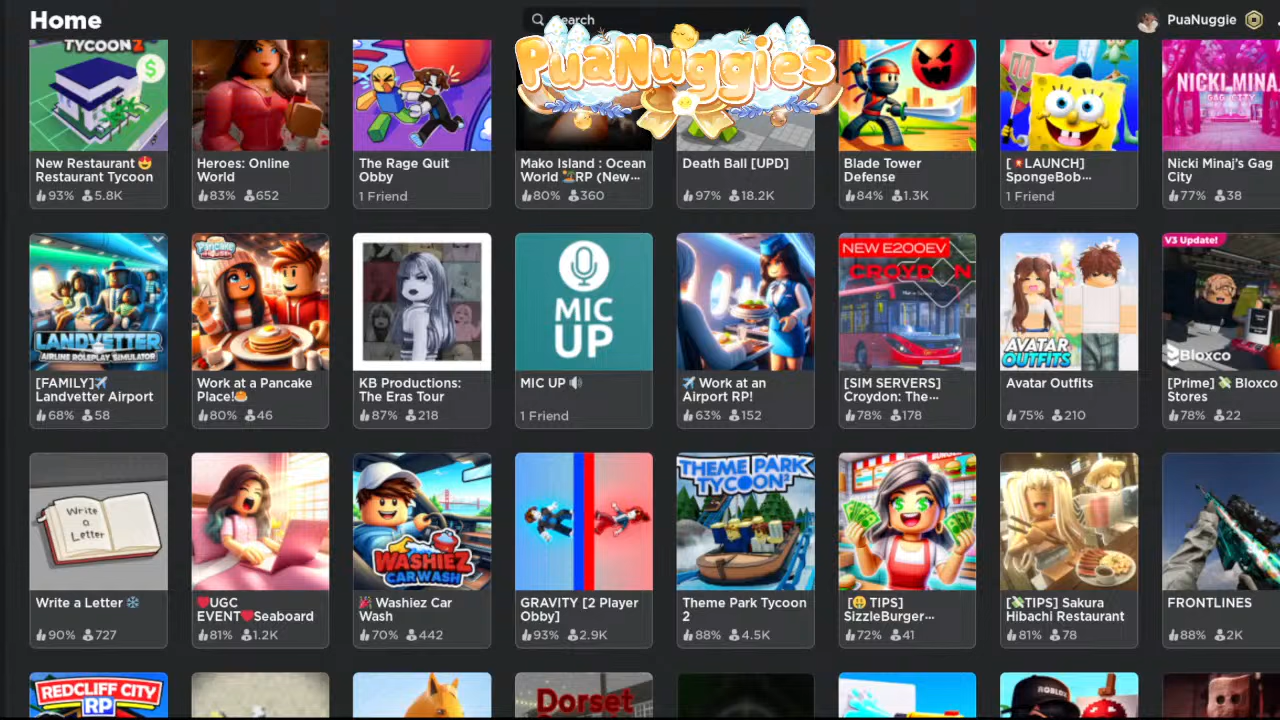 Home
Search
PuaNuggie
PuaNuggies
TYCOON 2
$
NICKI MINA
GAG CITY
New Restaurant 😍
Restaurant Tycoon
93% 5.8K
Heroes: Online
World
83% 652
The Rage Quit
Obby
1 Friend
Mako Island : Ocean
World 🏝️RP (New...
80% 360
Death Ball [UPD]
97% 18.2K
Blade Tower
Defense
84% 1.3K
[💥LAUNCH]
SpongeBob...
1 Friend
Nicki Minaj's Gag
City
77% 38
LANDVETTER
AIRLINE ROLEPLAY SIMULATOR
Pancake
MIC
UP
NEW E200EV
CROYDON
AVATAR
OUTFITS
V3 Update!
Bloxco
[FAMILY]✈️
Landvetter Airport
68% 58
Work at a Pancake
Place!🥞
80% 46
KB Productions:
The Eras Tour
87% 218
MIC UP 🔊
1 Friend
✈️ Work at an
Airport RP!
63% 152
[SIM SERVERS]
Croydon: The...
78% 178
Avatar Outfits
75% 210
[Prime] 💸 Bloxco
Stores
78% 22
Write
a
Letter
WASHIEZ
CAR WASH
THEME PARK
TYCOON 2
Write a Letter ❄️
90% 727
❤️UGC
EVENT❤️Seaboard
81% 1.2K
🎉 Washiez Car
Wash
70% 442
GRAVITY [2 Player
Obby]
93% 2.9K
Theme Park Tycoon
2
88% 4.5K
[🤑 TIPS]
SizzleBurger...
72% 41
[💸TIPS] Sakura
Hibachi Restaurant
81% 78
FRONTLINES
88% 2K
REDCLIFF CITY
RP
Dorset
ROBLOX